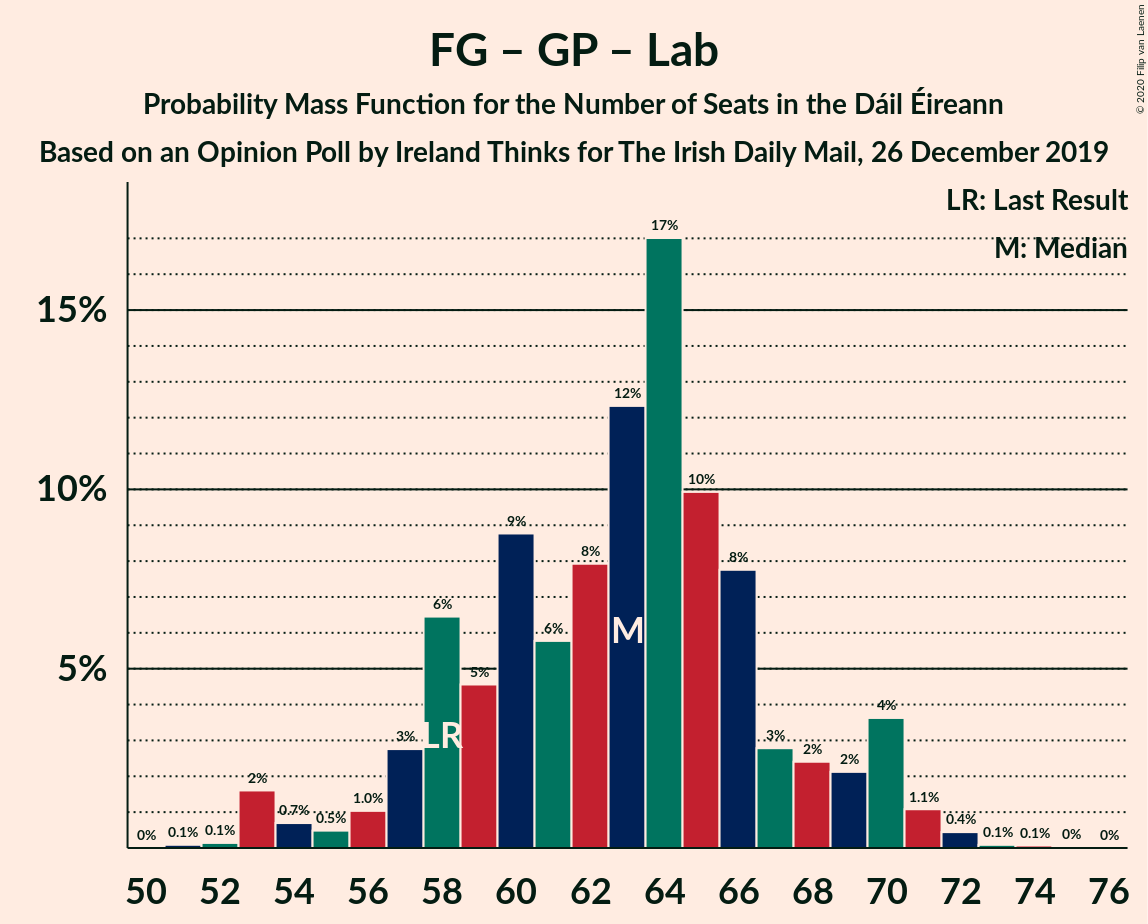 FG – GP – Lab
Probability Mass Function for the Number of Seats in the Dáil Éireann
Based on an Opinion Poll by Ireland Thinks for The Irish Daily Mail, 26 December 2019
© 2020 Filip van Laenen
LR: Last Result
M: Median
15%
10%
5%
0% 0.1% 0.1% 2% 0.7% 0.5% 1.0% 3% 6% 5% 9% 6% 8% 12% 17% 10% 8% 3% 2% 2% 4% 1.1% 0.4% 0.1% 0.1% 0% 0%
LR
M
50 52 54 56 58 60 62 64 66 68 70 72 74 76